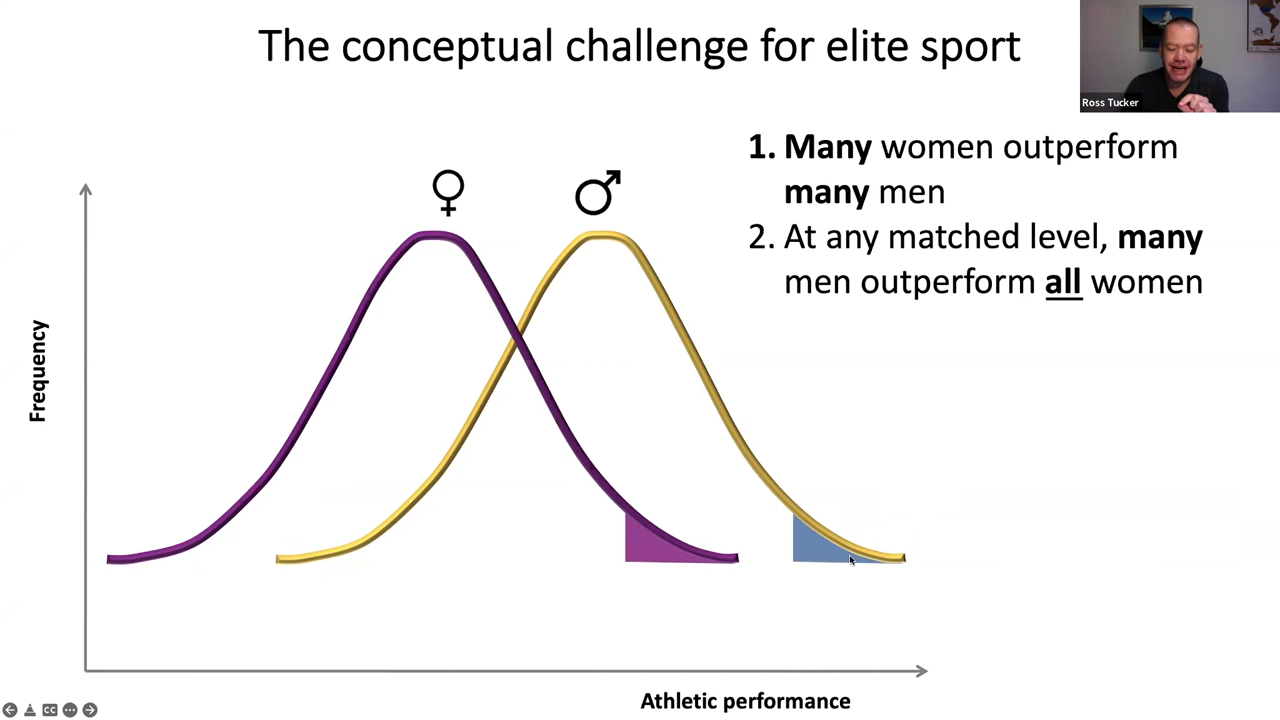 The conceptual challenge for elite sport
Ross Tucker
1. Many women outperform
many men
2. At any matched level, many
men outperform all women
♀ ♂
Frequency
Athletic performance
CC